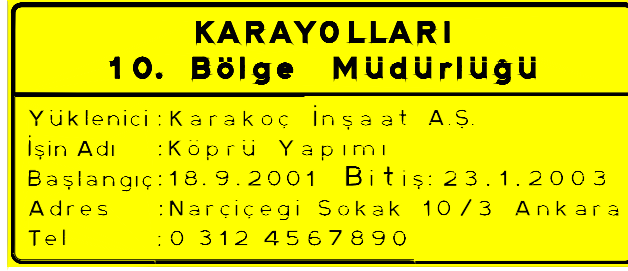 KARAYOLLARI
10. Bölge Müdürlüğü
Yüklenici:Karakoç İnşaat A.Ş.
İşin Adı :Köprü Yapımı
Başlangıç:18.9.2001 Bitiş:23.1.2003
Adres :Narçiçegi Sokak 10/3 Ankara
Tel :0 312 4567890